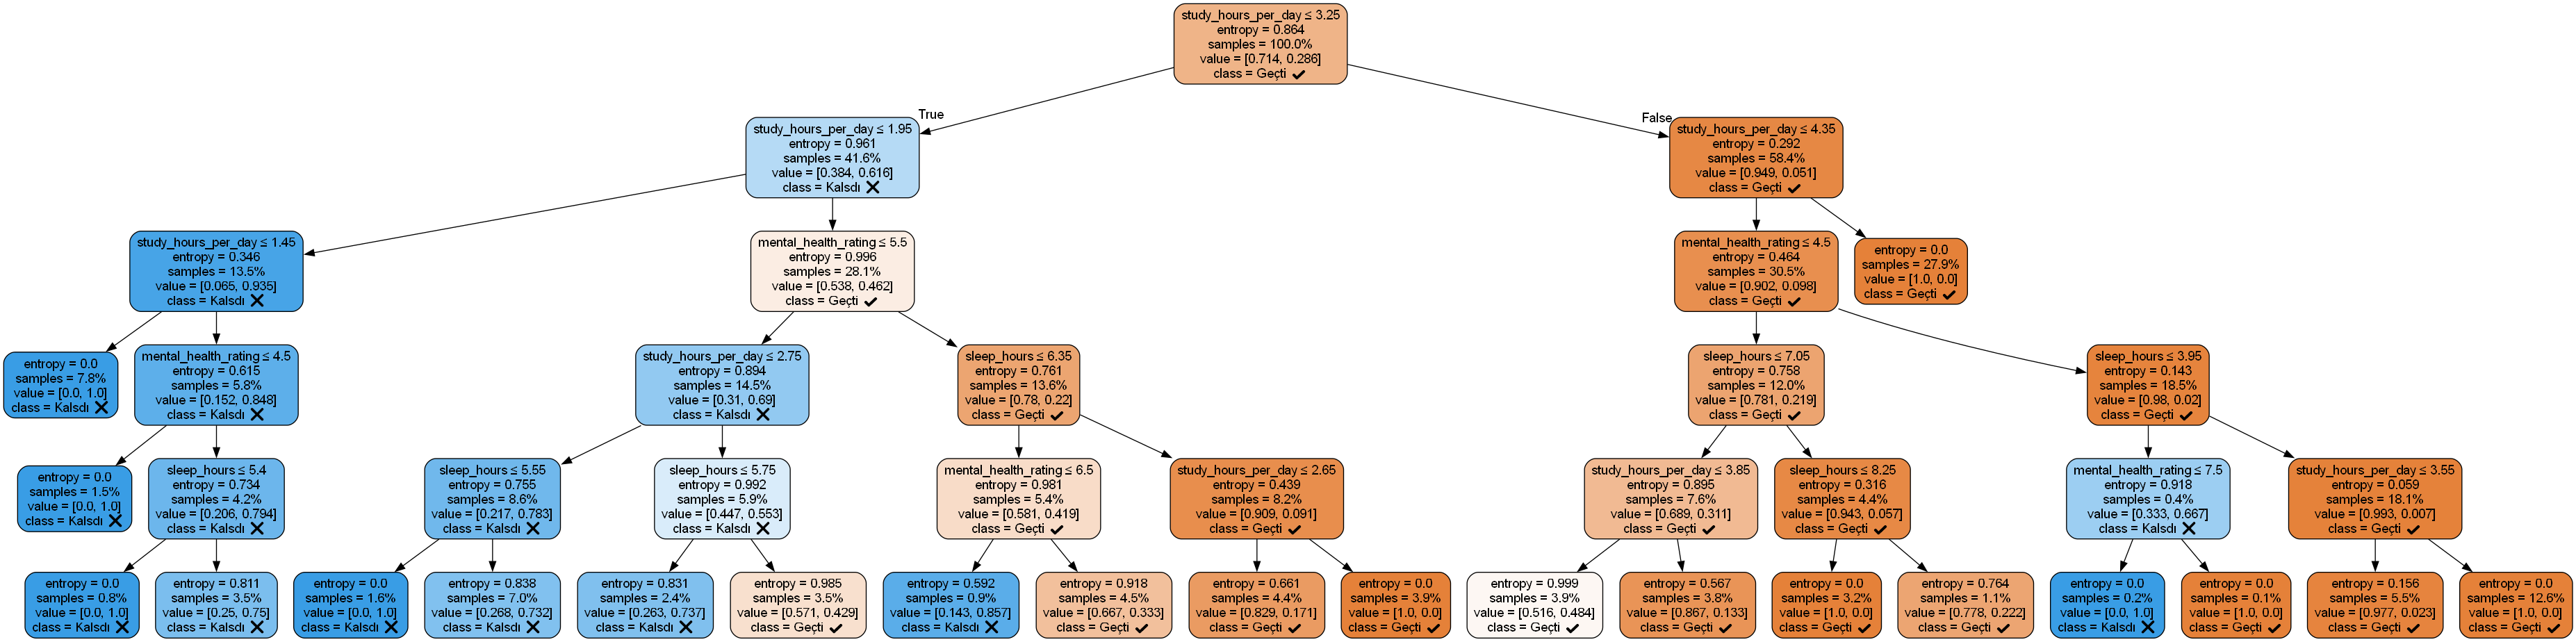 study_hours_per_day ≤ 3.25
entropy = 0.864
samples = 100.0%
value = [0.714, 0.286]
class = Geçti ✔
True
False
study_hours_per_day ≤ 1.95
entropy = 0.961
samples = 41.6%
value = [0.384, 0.616]
class = Kalsdı ✖
study_hours_per_day ≤ 4.35
entropy = 0.292
samples = 58.4%
value = [0.949, 0.051]
class = Geçti ✔
study_hours_per_day ≤ 1.45
entropy = 0.346
samples = 13.5%
value = [0.065, 0.935]
class = Kalsdı ✖
mental_health_rating ≤ 5.5
entropy = 0.996
samples = 28.1%
value = [0.538, 0.462]
class = Geçti ✔
mental_health_rating ≤ 4.5
entropy = 0.464
samples = 30.5%
value = [0.902, 0.098]
class = Geçti ✔
entropy = 0.0
samples = 27.9%
value = [1.0, 0.0]
class = Geçti ✔
entropy = 0.0
samples = 7.8%
value = [0.0, 1.0]
class = Kalsdı ✖
mental_health_rating ≤ 4.5
entropy = 0.615
samples = 5.8%
value = [0.152, 0.848]
class = Kalsdı ✖
study_hours_per_day ≤ 2.75
entropy = 0.894
samples = 14.5%
value = [0.31, 0.69]
class = Kalsdı ✖
sleep_hours ≤ 6.35
entropy = 0.761
samples = 13.6%
value = [0.78, 0.22]
class = Geçti ✔
sleep_hours ≤ 7.05
entropy = 0.758
samples = 12.0%
value = [0.781, 0.219]
class = Geçti ✔
sleep_hours ≤ 3.95
entropy = 0.143
samples = 18.5%
value = [0.98, 0.02]
class = Geçti ✔
entropy = 0.0
samples = 1.5%
value = [0.0, 1.0]
class = Kalsdı ✖
sleep_hours ≤ 5.4
entropy = 0.734
samples = 4.2%
value = [0.206, 0.794]
class = Kalsdı ✖
sleep_hours ≤ 5.55
entropy = 0.755
samples = 8.6%
value = [0.217, 0.783]
class = Kalsdı ✖
sleep_hours ≤ 5.75
entropy = 0.992
samples = 5.9%
value = [0.447, 0.553]
class = Kalsdı ✖
mental_health_rating ≤ 6.5
entropy = 0.981
samples = 5.4%
value = [0.581, 0.419]
class = Geçti ✔
study_hours_per_day ≤ 2.65
entropy = 0.439
samples = 8.2%
value = [0.909, 0.091]
class = Geçti ✔
study_hours_per_day ≤ 3.85
entropy = 0.895
samples = 7.6%
value = [0.689, 0.311]
class = Geçti ✔
sleep_hours ≤ 8.25
entropy = 0.316
samples = 4.4%
value = [0.943, 0.057]
class = Geçti ✔
mental_health_rating ≤ 7.5
entropy = 0.918
samples = 0.4%
value = [0.333, 0.667]
class = Kalsdı ✖
study_hours_per_day ≤ 3.55
entropy = 0.059
samples = 18.1%
value = [0.993, 0.007]
class = Geçti ✔
entropy = 0.0
samples = 0.8%
value = [0.0, 1.0]
class = Kalsdı ✖
entropy = 0.811
samples = 3.5%
value = [0.25, 0.75]
class = Kalsdı ✖
entropy = 0.0
samples = 1.6%
value = [0.0, 1.0]
class = Kalsdı ✖
entropy = 0.838
samples = 7.0%
value = [0.268, 0.732]
class = Kalsdı ✖
entropy = 0.831
samples = 2.4%
value = [0.263, 0.737]
class = Kalsdı ✖
entropy = 0.985
samples = 3.5%
value = [0.571, 0.429]
class = Geçti ✔
entropy = 0.592
samples = 0.9%
value = [0.143, 0.857]
class = Kalsdı ✖
entropy = 0.918
samples = 4.5%
value = [0.667, 0.333]
class = Geçti ✔
entropy = 0.661
samples = 4.4%
value = [0.829, 0.171]
class = Geçti ✔
entropy = 0.0
samples = 3.9%
value = [1.0, 0.0]
class = Geçti ✔
entropy = 0.999
samples = 3.9%
value = [0.516, 0.484]
class = Geçti ✔
entropy = 0.567
samples = 3.8%
value = [0.867, 0.133]
class = Geçti ✔
entropy = 0.0
samples = 3.2%
value = [1.0, 0.0]
class = Geçti ✔
entropy = 0.764
samples = 1.1%
value = [0.778, 0.222]
class = Geçti ✔
entropy = 0.0
samples = 0.2%
value = [0.0, 1.0]
class = Kalsdı ✖
entropy = 0.0
samples = 0.1%
value = [1.0, 0.0]
class = Geçti ✔
entropy = 0.156
samples = 5.5%
value = [0.977, 0.023]
class = Geçti ✔
entropy = 0.0
samples = 12.6%
value = [1.0, 0.0]
class = Geçti ✔